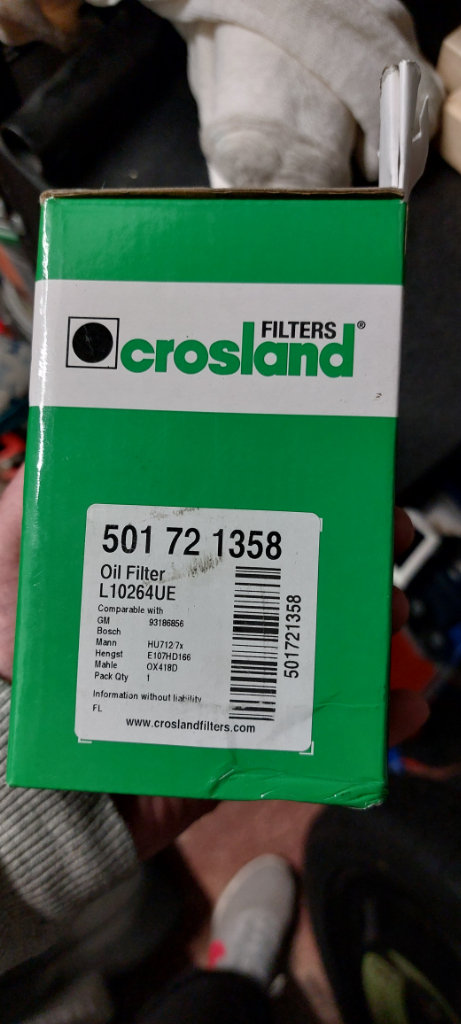 FILTERS®
crosland
501 72 1358
Oil Filter
L10264UE
Comparable with
GM 93186856
Bosch
Mann HU712 7x
Hengst E107HD166
Mahle OX418D
Pack Qty 1
Information without liability
FL
www.croslandfilters.com
501721358